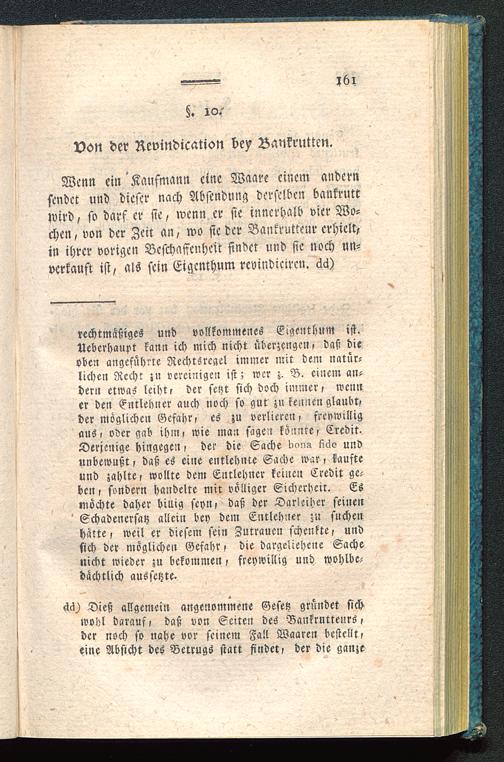 161
§. 10.
Von der Revindication bey Bankrutten.
Wenn ein Kaufmann eine Waare einem andern
sendet und dieser nach Absendung derselben bankrutt
wird, so darf er sie, wenn er sie innerhalb vier Wo-
chen, von der Zeit an, wo sie der Bankrutteur erhielt,
in ihrer vorigen Beschaffenheit findet und sie noch un-
verkauft ist, als sein Eigenthum revindiciren. dd)
rechtmäßiges und vollkommenes Eigenthum ist.
Ueberhaupt kann ich mich nicht überzengen, daß die
oben angeführte Rechtsregel immer mit dem natür-
lichen Recht zu vereinigen ist; wer z. B. einem an-
dern etwas leiht, der setzt sich doch immer, wenn
er den Entlehner auch noch so gut zu kennen glaubt,
der möglichen Gefahr, es zu verlieren, freywillig
aus, oder gab ihm, wie man sagen könnte, Credit.
Derjenige hingegen, der die Sache bona fide und
unbewußt, daß es eine entlehnte Sache war, kaufte
und zahlte, wollte dem Entlehner keinen Credit ge-
ben, sondern handelte mit völliger Sicherheit. Es
möchte daher billig seyn, daß der Darleiher seinen
Schadenersatz allein bey dem Entlehner zu suchen
hätte, weil er diesem sein Zutrauen schenkte, und
sich der möglichen Gefahr, die dargeliehene Sache
nicht wieder zu bekommen, freywillig und wohlbe-
dächtlich aussetzte.
dd) Dieß allgemein angenommene Gesetz gründet sich
wohl darauf, daß von Seiten des Bankrutteurs,
der noch so nahe vor seinem Fall Waaren bestellt,
eine Absicht des Betrugs statt findet, der die ganze